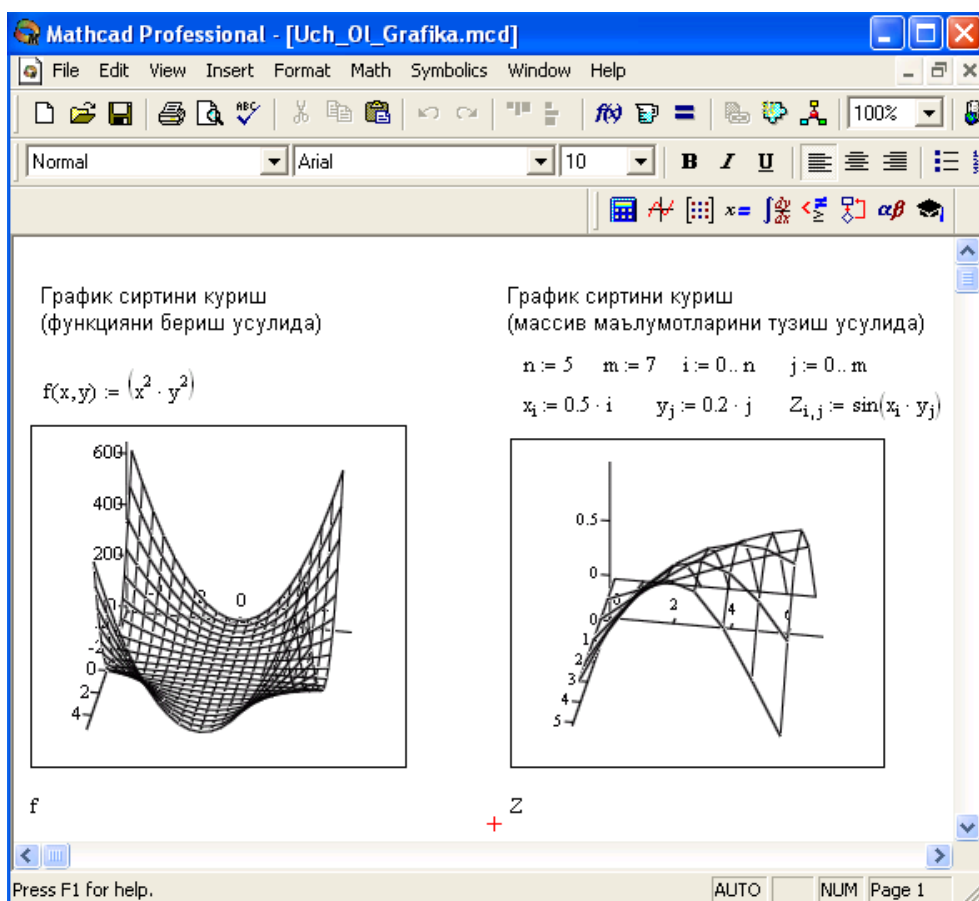 Mathcad Professional - [Uch_Ol_Grafika.mcd]
File Edit View Insert Format Math Symbolics Window Help
100%
Normal Arial 10 B I U
График сиртини куриш
(функцияни бериш усулида)
f(x,y) := (x² · y²)
600
400
200
0
0
-2
0
2
4
f
График сиртини куриш
(массив маълумотларини тузиш усулида)
n := 5 m := 7 i := 0.. n j := 0.. m
xᵢ := 0.5 · i yⱼ := 0.2 · j Zᵢ,ⱼ := sin(xᵢ · yⱼ)
0.5
0
0 2 4 6
0
1
2
3
4
5
Z
Press F1 for help. AUTO NUM Page 1